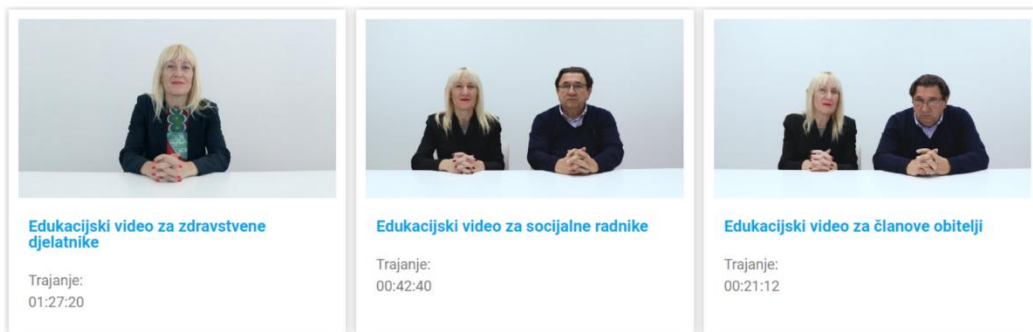 Edukacijski video za zdravstvene
djelatnike
Trajanje:
01:27:20
Edukacijski video za socijalne radnike
Trajanje:
00:42:40
Edukacijski video za članove obitelji
Trajanje:
00:21:12